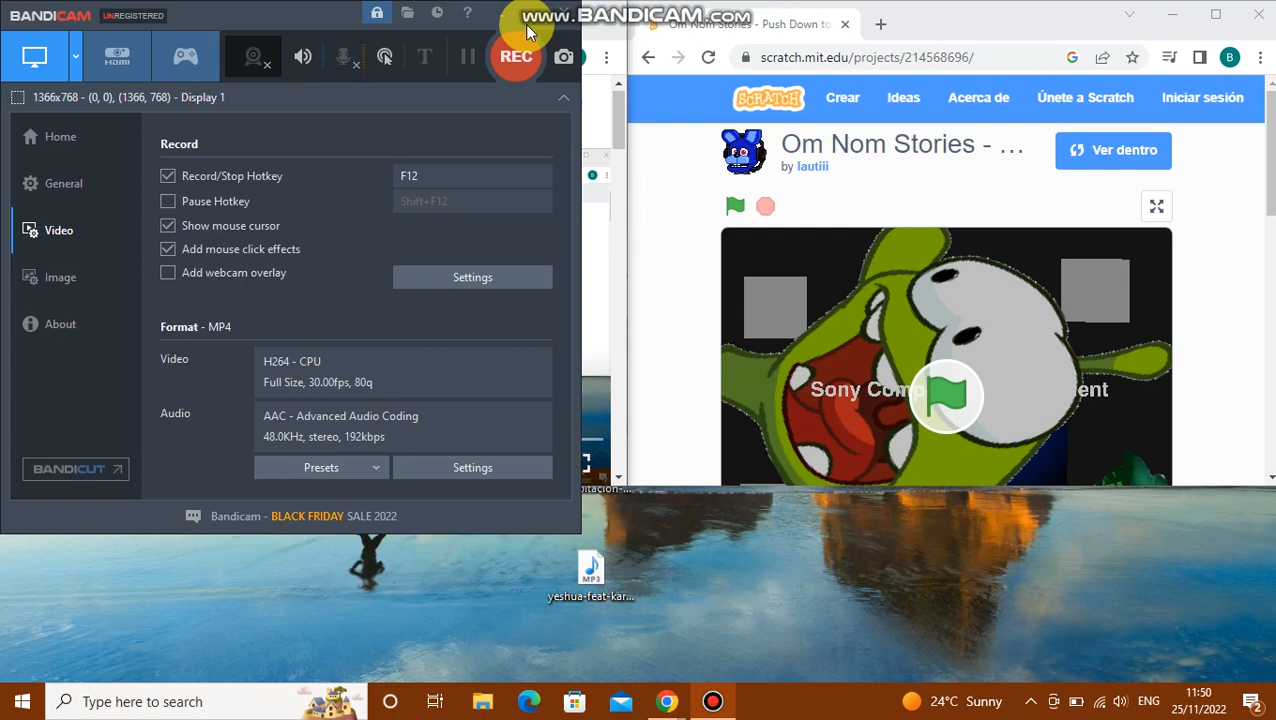 BANDICAM UNREGISTERED
www.BANDICAM.com
HDMI
REC
1366x768 - (0, 0), (1366, 768) - Display 1
Home
General
Video
Image
About
BANDICUT
Record
Record/Stop Hotkey
F12
Pause Hotkey
Shift+F12
Show mouse cursor
Add mouse click effects
Add webcam overlay
Settings
Format - MP4
Video
H264 - CPU
Full Size, 30.00fps, 80q
Audio
AAC - Advanced Audio Coding
48.0KHz, stereo, 192kbps
Presets
Settings
Bandicam - BLACK FRIDAY SALE 2022
Om Nom Stories - Push Down to
scratch.mit.edu/projects/214568696/
B
SCRATCH
Crear
Ideas
Acerca de
Únete a Scratch
Iniciar sesión
Om Nom Stories - ...
by lautiii
Ver dentro
Sony Comp
ent
B
MP3
yeshua-feat-kar...
Type here to search
24°C Sunny
ENG
11:50
25/11/2022
2